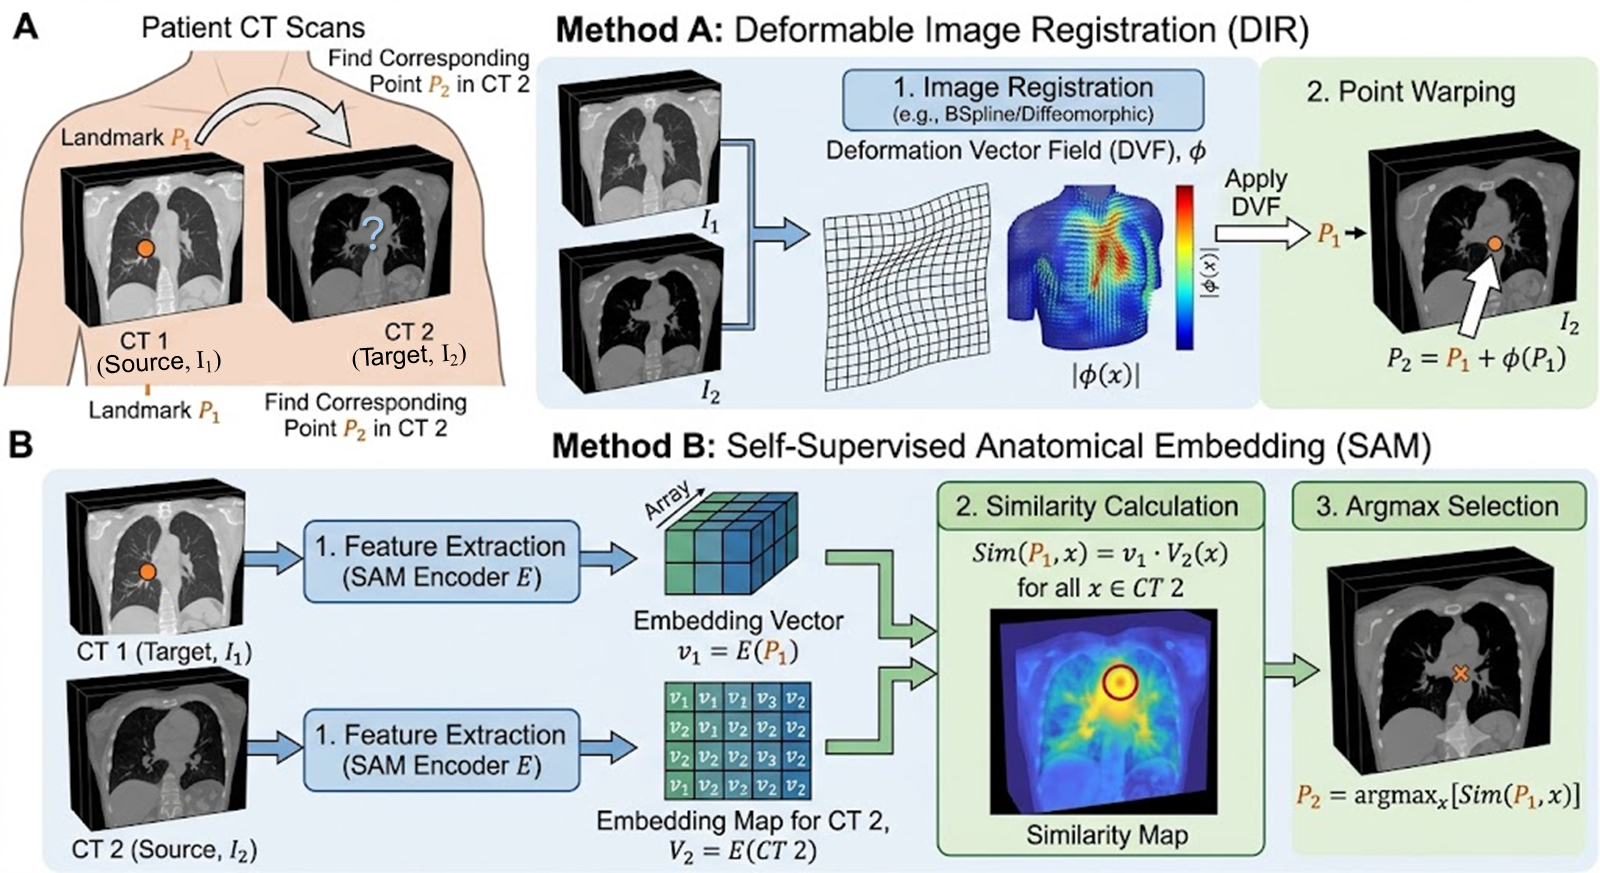 A
Patient CT Scans
Find Corresponding
Point P₂ in CT 2
Landmark P₁
?
CT 1
(Source, I₁)
CT 2
(Target, I₂)
Landmark P₁
Find Corresponding
Point P₂ in CT 2
Method A: Deformable Image Registration (DIR)
I₁
I₂
1. Image Registration
(e.g., BSpline/Diffeomorphic)
Deformation Vector Field (DVF), ϕ
|ϕ(x)|
|ϕ(x)|
Apply
DVF
2. Point Warping
P₁
I₂
P₂ = P₁ + ϕ(P₁)
B
Method B: Self-Supervised Anatomical Embedding (SAM)
CT 1 (Target, I₁)
CT 2 (Source, I₂)
1. Feature Extraction
(SAM Encoder E)
1. Feature Extraction
(SAM Encoder E)
Array
Embedding Vector
v₁ = E(P₁)
v₁ v₁ v₁ v₃ v₂
v₂ v₁ v₂ v₂ v₂
v₂ v₂ v₂ v₃ v₂
v₁ v₂ v₂ v₂ v₂
Embedding Map for CT 2,
V₂ = E(CT 2)
2. Similarity Calculation
Sim(P₁, x) = v₁ · V₂(x)
for all x ∈ CT 2
Similarity Map
3. Argmax Selection
P₂ = argmaxₓ[Sim(P₁, x)]